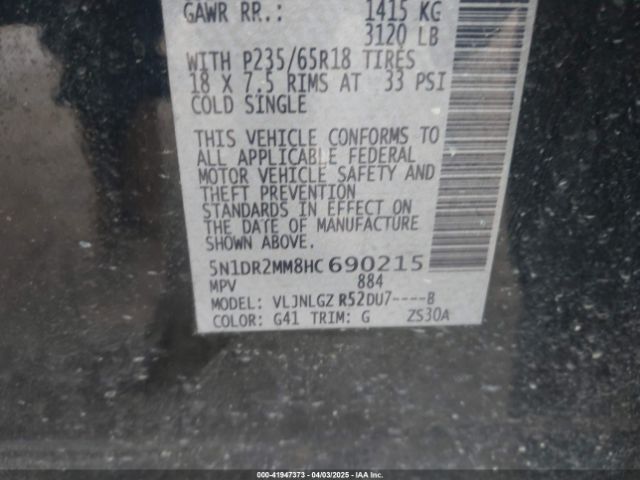 GAWR RR.: 1415 KG
3120 LB
WITH P235/65R18 TIRES
18 X 7.5 RIMS AT 33 PSI
COLD SINGLE
THIS VEHICLE CONFORMS TO
ALL APPLICABLE FEDERAL
MOTOR VEHICLE SAFETY AND
THEFT PREVENTION
STANDARDS IN EFFECT ON
THE DATE OF MANUFACTURE
SHOWN ABOVE
5N1DR2MM8HC690215
MPV 884
MODEL: VLJNLGZ R52DU7----B
COLOR: G41 TRIM: G ZS30A
000-41947373 - 04/03/2025 - IAAI.COM